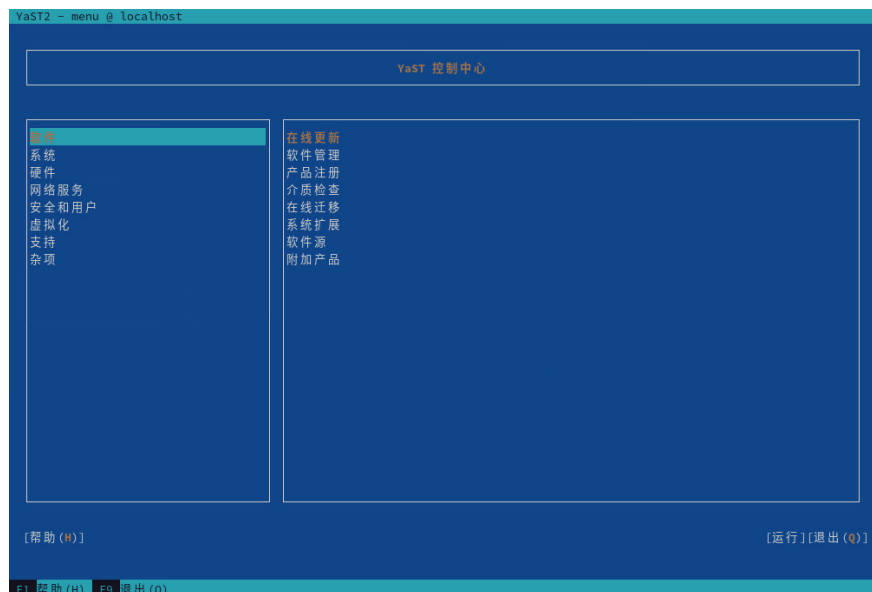 YaST2 - menu @ localhost
YaST 控制中心
软件
系统
硬件
网络服务
安全和用户
虚拟化
支持
杂项
在线更新
软件管理
产品注册
介质检查
在线迁移
系统扩展
软件源
附加产品
[帮助(H)]
[运行][退出(Q)]
F1 帮助(H) F9 退出(Q)